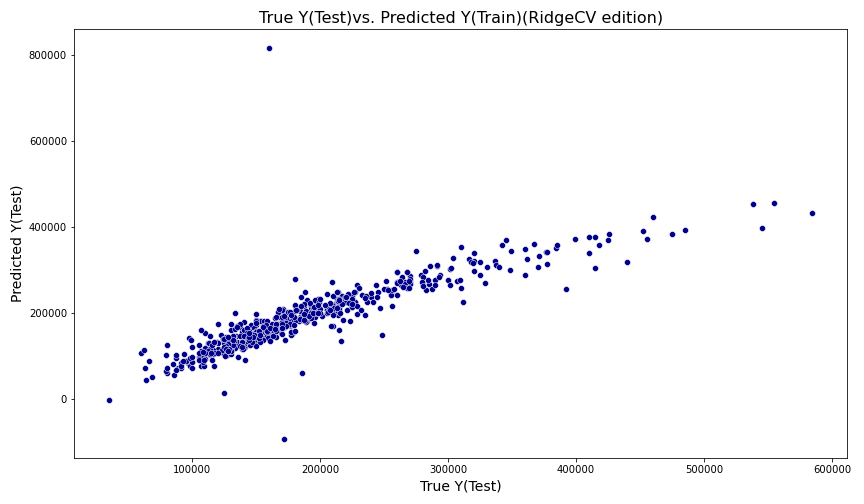 True Y(Test)vs. Predicted Y(Train)(RidgeCV edition)
800000
600000
400000
200000
0
Predicted Y(Test)
100000 200000 300000 400000 500000 600000
True Y(Test)